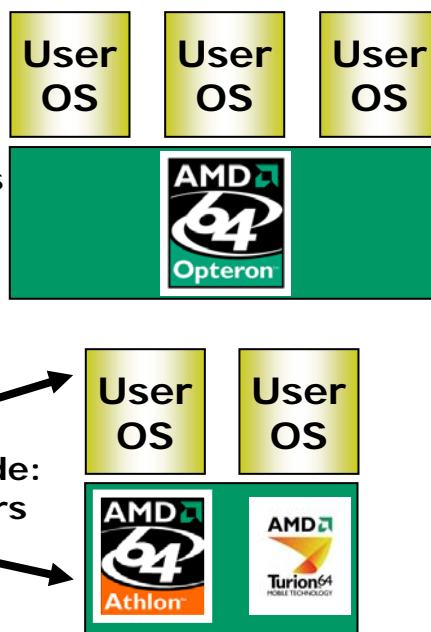 User User User
OS OS OS
s
AMD
64
Opteron
User User
OS OS
de:
rs
AMD AMD
64 Turion64
Athlon MOBILE TECHNOLOGY